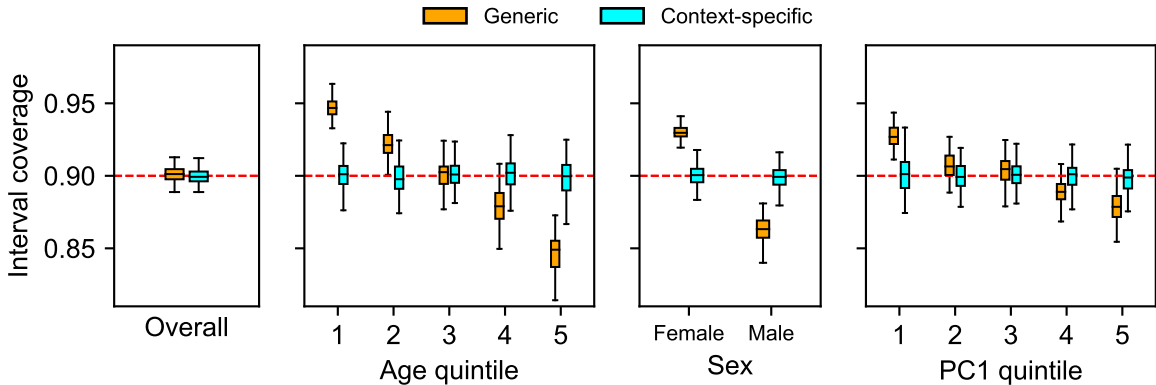 Generic Context-specific
Interval coverage
0.95
0.90
0.85
Overall
1 2 3 4 5
Age quintile
Female Male
Sex
1 2 3 4 5
PC1 quintile